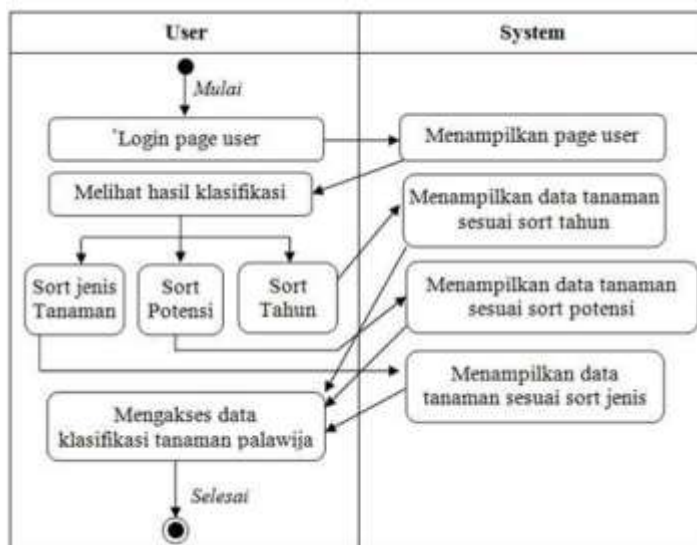 User
System
Mulai
*Login page user
Menampilkan page user
Melihat hasil klasifikasi
Menampilkan data tanaman
sesuai sort tahun
Sort jenis
Tanaman
Sort
Potensi
Sort
Tahun
Menampilkan data tanaman
sesuai sort potensi
Menampilkan data
tanaman sesuai sort jenis
Mengakses data
klasifikasi tanaman palawija
Selesai